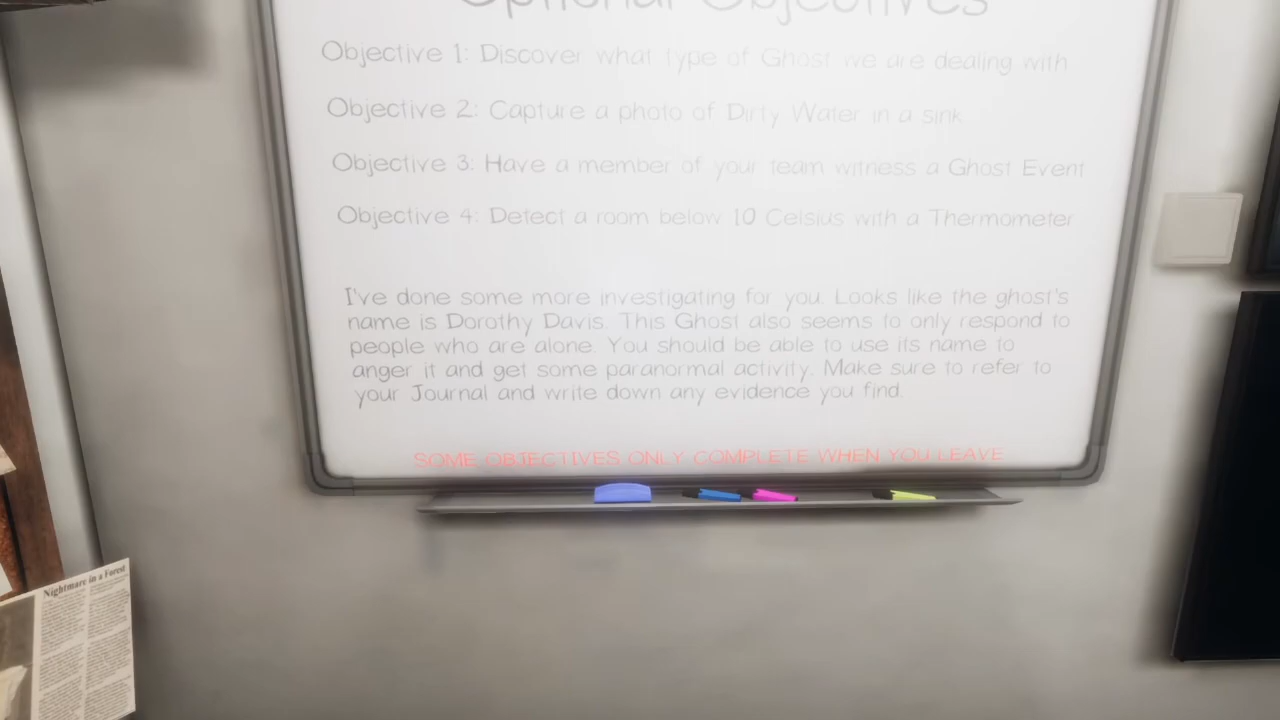 Optional Objectives
Objective 1: Discover what type of Ghost we are dealing with
Objective 2: Capture a photo of Dirty Water in a sink
Objective 3: Have a member of your team witness a Ghost Event
Objective 4: Detect a room below 10 Celsius with a Thermometer
I've done some more investigating for you. Looks like the ghost's
name is Dorothy Davis. This Ghost also seems to only respond to
people who are alone. You should be able to use its name to
anger it and get some paranormal activity. Make sure to refer to
your Journal and write down any evidence you find.
SOME OBJECTIVES ONLY COMPLETE WHEN YOU LEAVE
Nightmare in a Forest